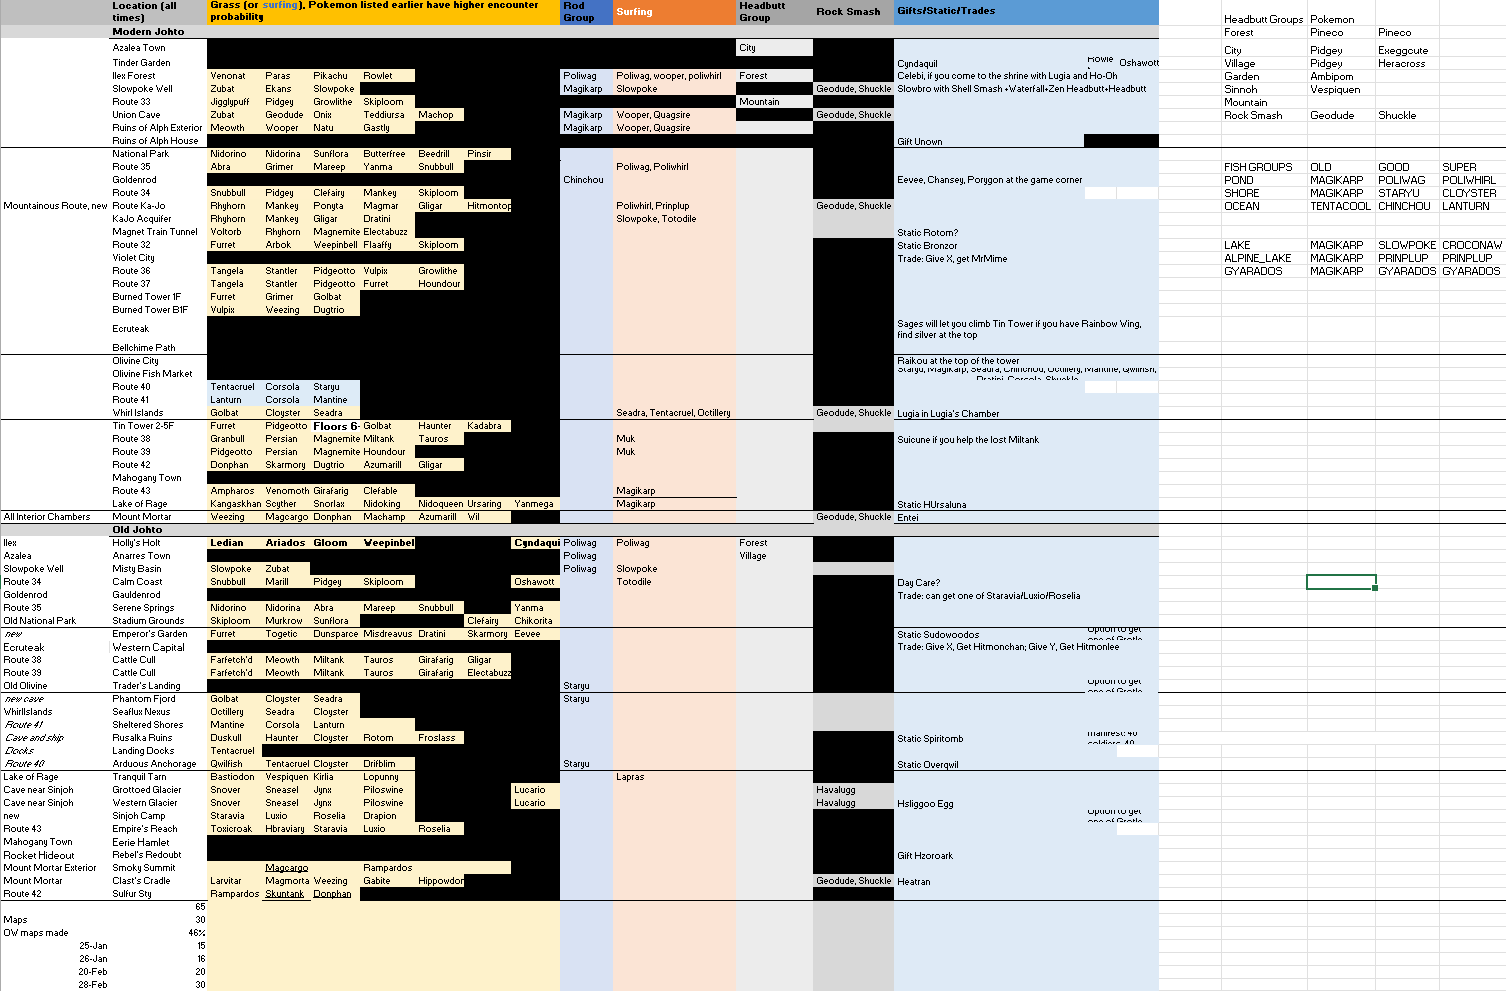 Location (all times) Grass (or surfing), Pokemon listed earlier have higher encounter probability Rod Group Surfing Headbutt Group Rock Smash Gifts/Static/Trades
Headbutt Groups Pokemon
Modern Johto Forest Pineco Pineco
Azalea Town City City Pidgey Exeggcute
Tinder Garden Cyndaquil Oshawott Village Pidgey Heracross
Ilex Forest Venonat Paras Pikachu Rowlet Poliwag Poliwag, wooper, poliwhirl Forest Celebi, if you come to the shrine with Lugia and Ho-Oh Garden Ambipom
Slowpoke Well Zubat Ekans Slowpoke Magikarp Slowpoke Geodude, Shuckle Slowbro with Shell Smash +Waterfall+Zen Headbutt+Headbutt Sinnoh Vespiquen
Route 33 Jigglypuff Pidgey Growlithe Skiploom Mountain Mountain
Union Cave Zubat Geodude Onix Teddiursa Machop Magikarp Wooper, Quagsire Geodude, Shuckle Rock Smash Geodude Shuckle
Ruins of Alph Exterior Meowth Wooper Natu Gastly Magikarp Wooper, Quagsire
Ruins of Alph House Gift Unown
National Park Nidorino Nidorina Sunflora Butterfree Beedrill Pinsir
Route 35 Abra Grimer Mareep Yanma Snubbull Poliwag, Poliwhirl FISH GROUPS OLD GOOD SUPER
Goldenrod Chinchou Eevee, Chansey, Porygon at the game corner POND MAGIKARP POLIWAG POLIWHIRL
Route 34 Snubbull Pidgey Clefairy Mankey Skiploom SHORE MAGIKARP STARYU CLOYSTER
Mountainous Route, new Route Ka-Jo Rhyhorn Mankey Ponyta Magmar Gligar Hitmontop Poliwhirl, Prinplup Geodude, Shuckle OCEAN TENTACOOL CHINCHOU LANTURN
KaJo Acquifer Rhyhorn Mankey Gligar Dratini Slowpoke, Totodile
Magnet Train Tunnel Voltorb Rhyhorn Magnemite Electabuzz Static Rotom?
Route 32 Furret Arbok Weepinbell Flaaffy Skiploom Static Bronzor LAKE MAGIKARP SLOWPOKE CROCONAW
Violet City Trade: Give X, get MrMime ALPINE_LAKE MAGIKARP PRINPLUP PRINPLUP
Route 36 Tangela Stantler Pidgeotto Vulpix Growlithe GYARADOS MAGIKARP GYARADOS GYARADOS
Route 37 Tangela Stantler Pidgeotto Furret Houndour
Burned Tower 1F Furret Grimer Golbat
Burned Tower B1F Vulpix Weezing Dugtrio
Ecruteak Sages will let you climb Tin Tower if you have Rainbow Wing, find silver at the top
Bellchime Path
Olivine City Raikou at the top of the tower
Olivine Fish Market Staryu, Magikarp, Seadra, Chinchou, Octillery, Mantine, Qwilfish, Dratini, Corsola, Shuckle
Route 40 Tentacruel Corsola Staryu
Route 41 Lanturn Corsola Mantine
Whirl Islands Golbat Cloyster Seadra Seadra, Tentacruel, Octillery Geodude, Shuckle Lugia in Lugia's Chamber
Tin Tower 2-5F Furret Pidgeotto Floors 6- Golbat Haunter Kadabra
Route 38 Granbull Persian Magnemite Miltank Tauros Muk Suicune if you help the lost Miltank
Route 39 Pidgeotto Persian Magnemite Houndour Muk
Route 42 Donphan Skarmory Dugtrio Azumarill Gligar
Mahogany Town
Route 43 Ampharos Venomoth Girafarig Clefable Magikarp
Lake of Rage Kangaskhan Scyther Snorlax Nidoking Nidoqueen Ursaring Yanmega Magikarp Static HUrsaluna
All Interior Chambers Mount Mortar Weezing Magcargo Donphan Machamp Azumarill Wil Geodude, Shuckle Entei
Old Johto
Ilex Holly's Holt Ledian Ariados Gloom Weepinbel Cyndaqui Poliwag Poliwag Forest
Azalea Anarres Town Poliwag Village
Slowpoke Well Misty Basin Slowpoke Zubat Poliwag Slowpoke
Route 34 Calm Coast Snubbull Marill Pidgey Skiploom Oshawott Totodile Day Care?
Goldenrod Gauldenrod Trade: can get one of Staravia/Luxio/Roselia
Route 35 Serene Springs Nidorino Nidorina Abra Mareep Snubbull Yanma
Old National Park Stadium Grounds Skiploom Murkrow Sunflora Clefairy Chikorita
new Emperor's Garden Furret Togetic Dunsparce Misdreavus Dratini Skarmory Eevee Static Sudowoodos Option to get one of Grotle
Ecruteak Western Capital Trade: Give X, Get Hitmonchan; Give Y, Get Hitmonlee
Route 38 Cattle Cull Farfetch'd Meowth Miltank Tauros Girafarig Gligar
Route 39 Cattle Cull Farfetch'd Meowth Miltank Tauros Girafarig Electabuzz
Old Olivine Trader's Landing Staryu Option to get one of Grotle
new cave Phantom Fjord Golbat Cloyster Seadra Staryu
WhirlIslands Seaflux Nexus Octillery Seadra Cloyster
Route 41 Sheltered Shores Mantine Corsola Lanturn
Cave and ship Rusalka Ruins Duskull Haunter Cloyster Rotom Froslass Static Spiritomb
Docks Landing Docks Tentacruel
Route 40 Arduous Anchorage Qwilfish Tentacruel Cloyster Drifblim Staryu Static Overqwil
Lake of Rage Tranquil Tarn Bastiodon Vespiquen Kirlia Lopunny Lapras
Cave near Sinjoh Grottoed Glacier Snover Sneasel Jynx Piloswine Lucario Havalugg
Cave near Sinjoh Western Glacier Snover Sneasel Jynx Piloswine Lucario Havalugg Hsliggoo Egg
new Sinjoh Camp Staravia Luxio Roselia Drapion Option to get one of Grotle
Route 43 Empire's Reach Toxicroak Hbraviary Staravia Luxio Roselia
Mahogany Town Eerie Hamlet
Rocket Hideout Rebel's Redoubt Gift Hzoroark
Mount Mortar Exterior Smoky Summit Magcargo Rampardos
Mount Mortar Clast's Cradle Larvitar Magmorta Weezing Gabite Hippowdon Geodude, Shuckle Heatran
Route 42 Sulfur Sty Rampardos Skuntank Donphan
65
Maps 30
OW maps made 46%
25-Jan 15
26-Jan 16
20-Feb 20
28-Feb 30